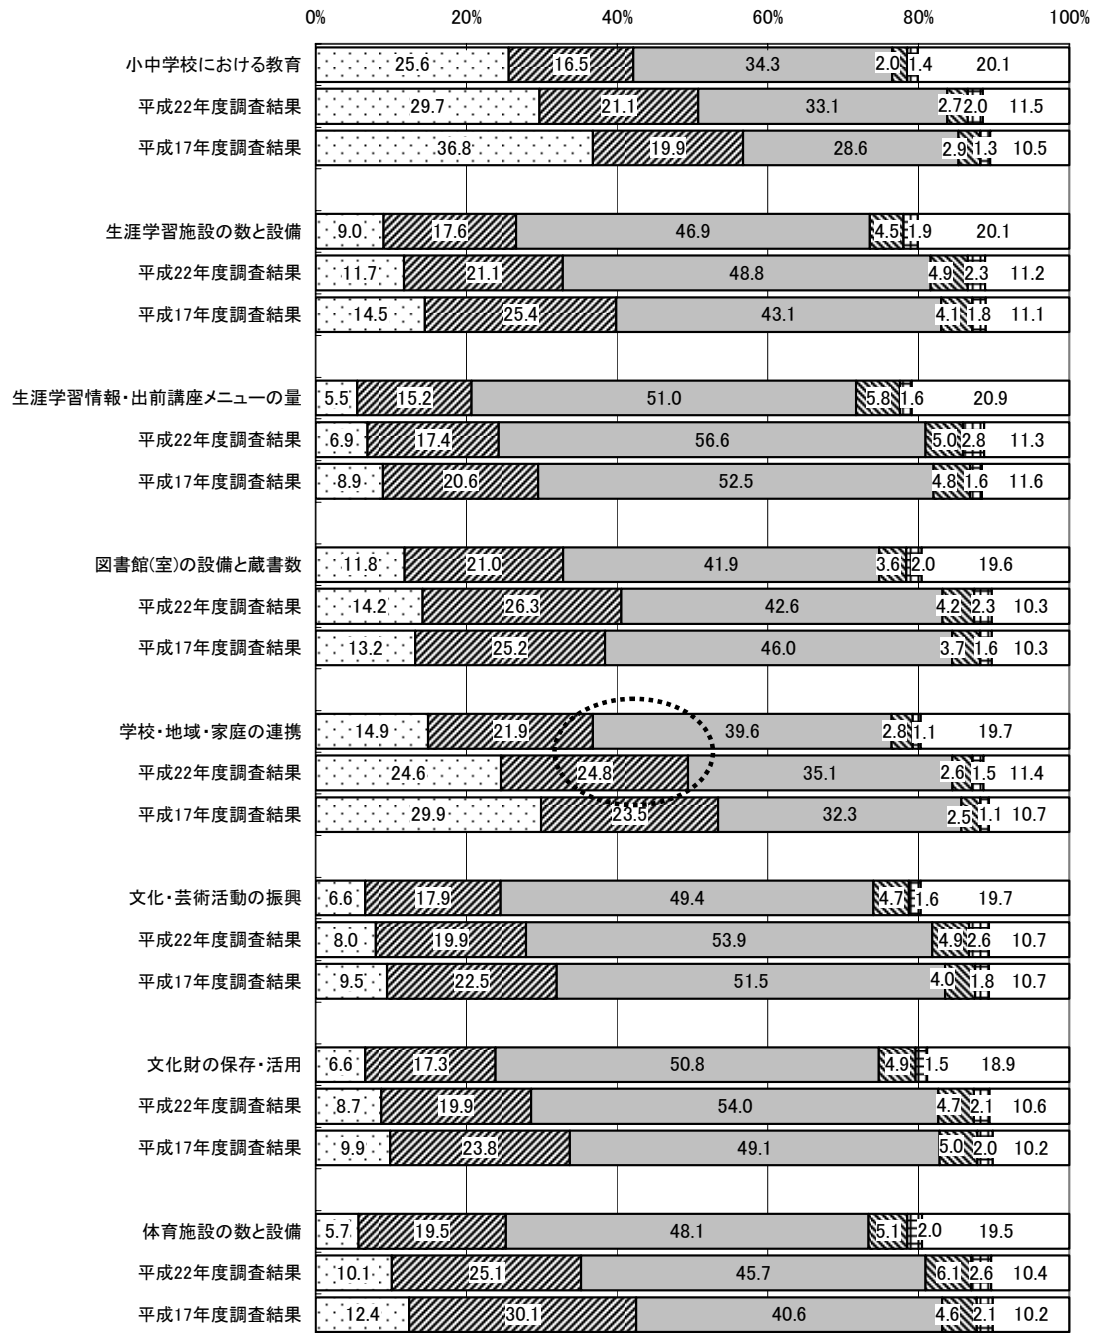 0% 20% 40% 60% 80% 100%
小中学校における教育 25.6 16.5 34.3 2.0 1.4 20.1
平成22年度調査結果 29.7 21.1 33.1 2.7 2.0 11.5
平成17年度調査結果 36.8 19.9 28.6 2.9 1.3 10.5
生涯学習施設の数と設備 9.0 17.6 46.9 4.5 1.9 20.1
平成22年度調査結果 11.7 21.1 48.8 4.9 2.3 11.2
平成17年度調査結果 14.5 25.4 43.1 4.1 1.8 11.1
生涯学習情報・出前講座メニューの量 5.5 15.2 51.0 5.8 1.6 20.9
平成22年度調査結果 6.9 17.4 56.6 5.0 2.8 11.3
平成17年度調査結果 8.9 20.6 52.5 4.8 1.6 11.6
図書館(室)の設備と蔵書数 11.8 21.0 41.9 3.6 2.0 19.6
平成22年度調査結果 14.2 26.3 42.6 4.2 2.3 10.3
平成17年度調査結果 13.2 25.2 46.0 3.7 1.6 10.3
学校・地域・家庭の連携 14.9 21.9 39.6 2.8 1.1 19.7
平成22年度調査結果 24.6 24.8 35.1 2.6 1.5 11.4
平成17年度調査結果 29.9 23.5 32.3 2.5 1.1 10.7
文化・芸術活動の振興 6.6 17.9 49.4 4.7 1.6 19.7
平成22年度調査結果 8.0 19.9 53.9 4.9 2.6 10.7
平成17年度調査結果 9.5 22.5 51.5 4.0 1.8 10.7
文化財の保存・活用 6.6 17.3 50.8 4.9 1.5 18.9
平成22年度調査結果 8.7 19.9 54.0 4.7 2.1 10.6
平成17年度調査結果 9.9 23.8 49.1 5.0 2.0 10.2
体育施設の数と設備 5.7 19.5 48.1 5.1 2.0 19.5
平成22年度調査結果 10.1 25.1 45.7 6.1 2.6 10.4
平成17年度調査結果 12.4 30.1 40.6 4.6 2.1 10.2